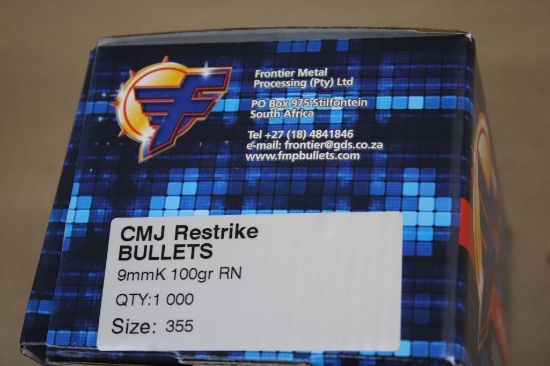 Frontier Metal
Processing (Pty) Ltd
PO Box 975 Stilfontein
South Africa
Tel +27 (18) 4841846
e-mail: frontier@gds.co.za
www.fmpbullets.com
CMJ Restrike
BULLETS
9mmK 100gr RN
QTY:1 000
Size: 355